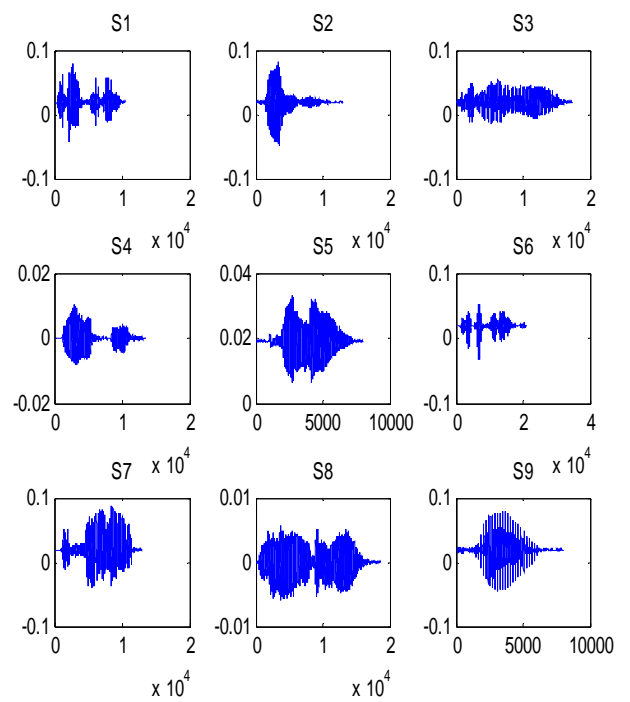 S1 S2 S3
0.1 0.1 0.1
0 0 0
-0.1 -0.1 -0.1
0 1 2 0 1 2 0 1 2
x 10^4 x 10^4 x 10^4
S4 S5 S6
0.02 0.04 0.1
0 0.02 0
-0.02 0 -0.1
0 1 2 0 5000 10000 0 2 4
x 10^4 x 10^4
S7 S8 S9
0.1 0.01 0.1
0 0 0
-0.1 -0.01 -0.1
0 1 2 0 1 2 0 5000 10000
x 10^4 x 10^4